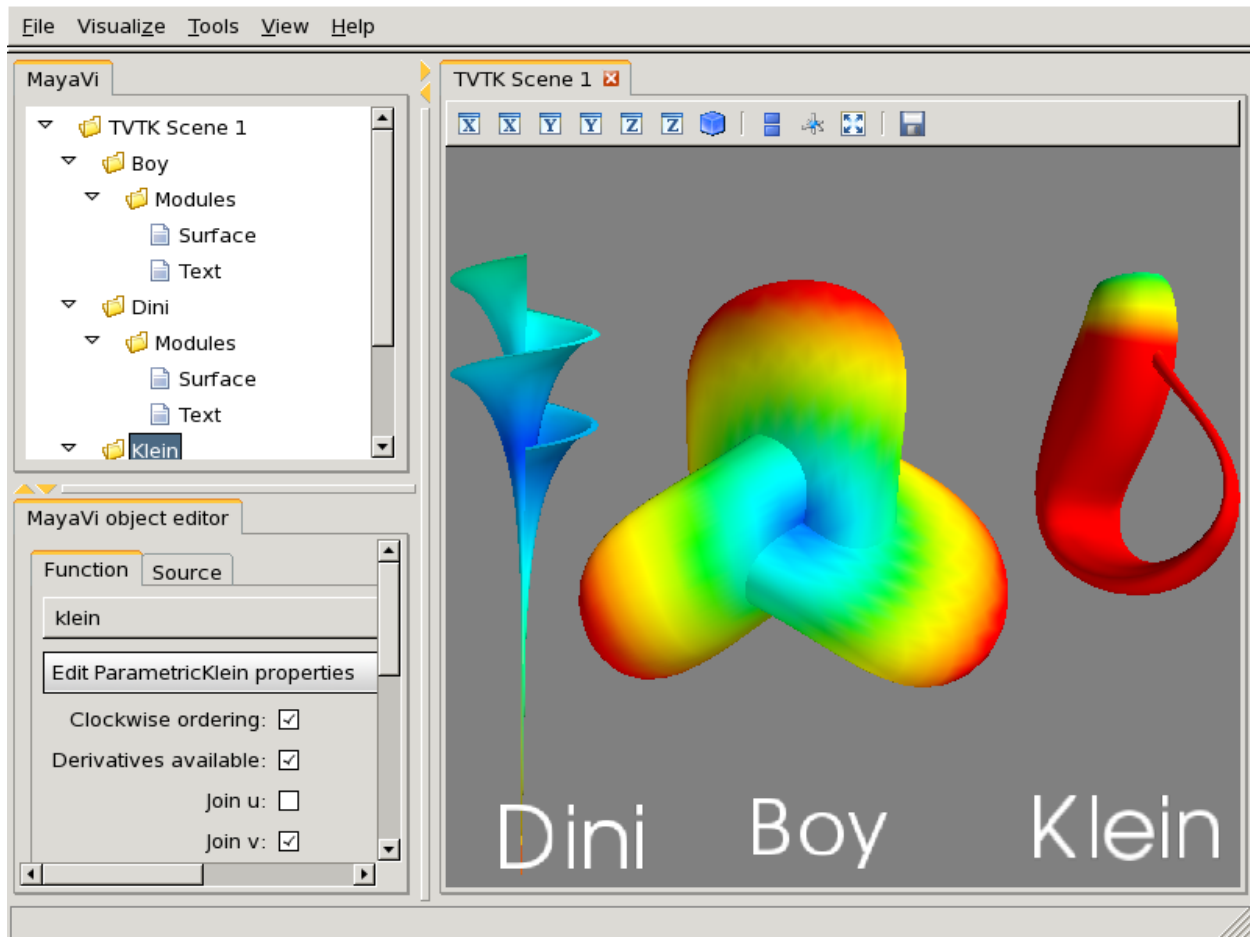 File Visualize Tools View Help
MayaVi
TVTK Scene 1
Boy
Modules
Surface
Text
Dini
Modules
Surface
Text
Klein
MayaVi object editor
Function Source
klein
Edit ParametricKlein properties
Clockwise ordering:
Derivatives available:
Join u:
Join v:
TVTK Scene 1
X X Y Y Z Z
Dini Boy Klein